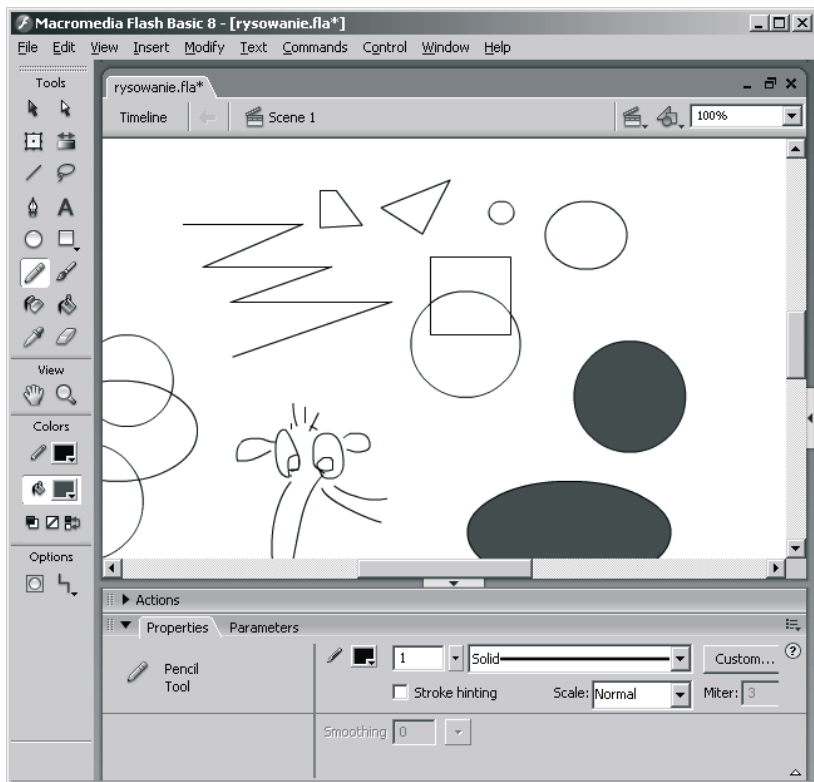 Macromedia Flash Basic 8 - [rysowanie.fla*]
File Edit View Insert Modify Text Commands Control Window Help
Tools
rysowanie.fla*
Timeline
Scene 1
100%
A
View
Colors
Options
Actions
Properties Parameters
Pencil
Tool
1
Solid
Custom...
?
Stroke hinting
Scale: Normal
Miter: 3
Smoothing 0